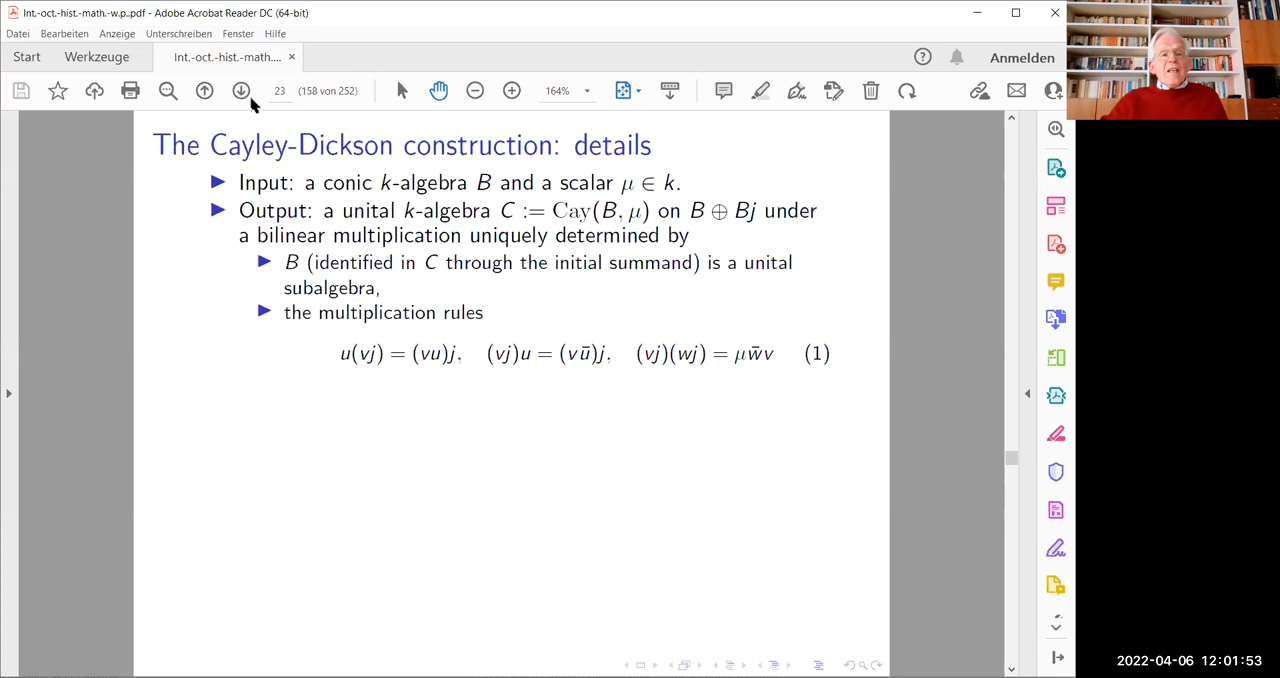 Int.-oct.-hist.-math.-w.p..pdf - Adobe Acrobat Reader DC (64-bit)
Datei Bearbeiten Anzeige Unterschreiben Fenster Hilfe
Start Werkzeuge Int.-oct.-hist.-math.... × Anmelden
23 (158 von 252) 164%
The Cayley-Dickson construction: details
▶ Input: a conic k-algebra B and a scalar μ ∈ k.
▶ Output: a unital k-algebra C := Cay(B, μ) on B ⊕ Bj under
a bilinear multiplication uniquely determined by
▶ B (identified in C through the initial summand) is a unital
subalgebra,
▶ the multiplication rules
u(vj) = (vu)j, (vj)u = (vū)j, (vj)(wj) = μw̄v (1)
2022-04-06 12:01:53